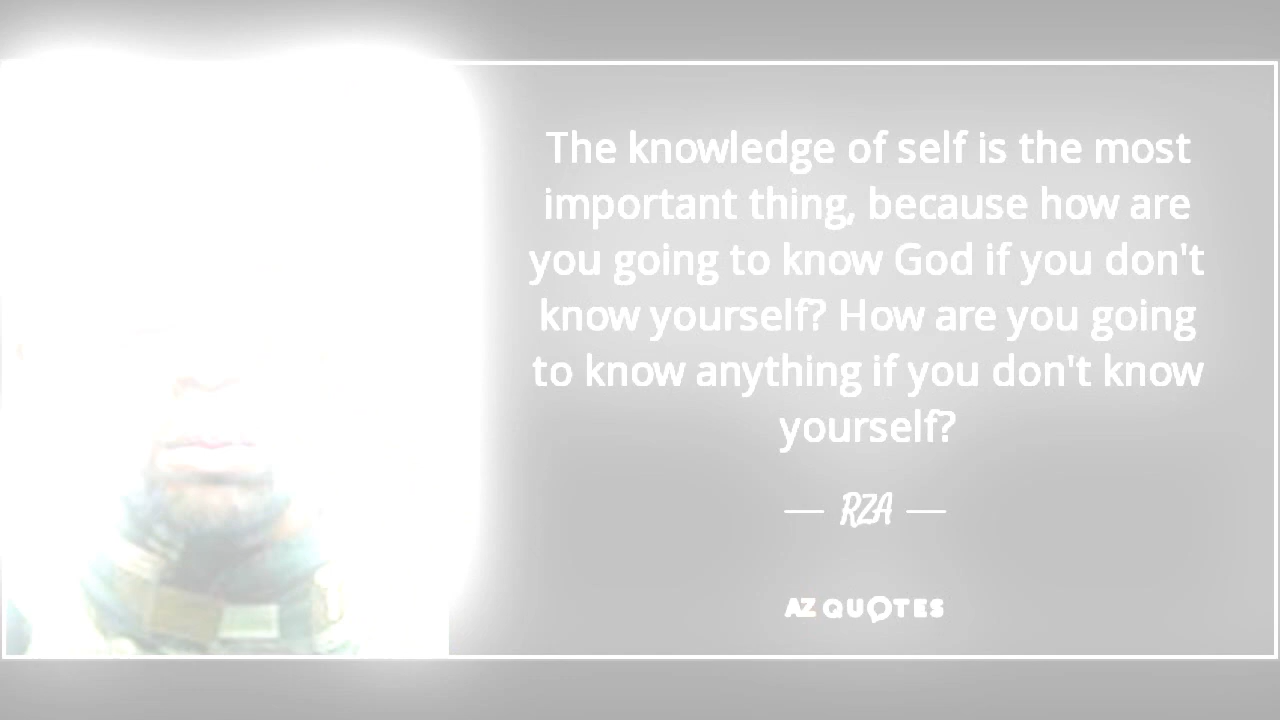 The knowledge of self is the most
important thing, because how are
you going to know God if you don't
know yourself? How are you going
to know anything if you don't know
yourself?
— RZA —
AZ QUOTES